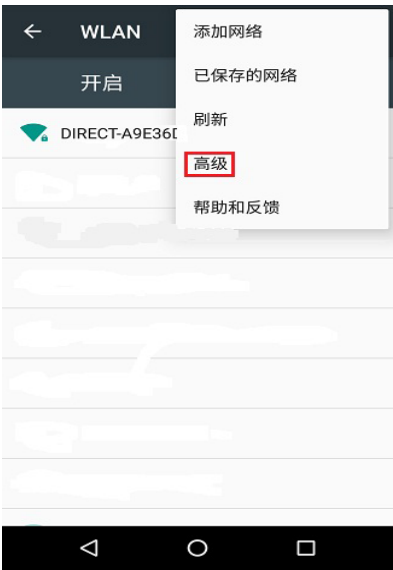 WLAN
开启
DIRECT-A9E36D
添加网络
已保存的网络
刷新
高级
帮助和反馈